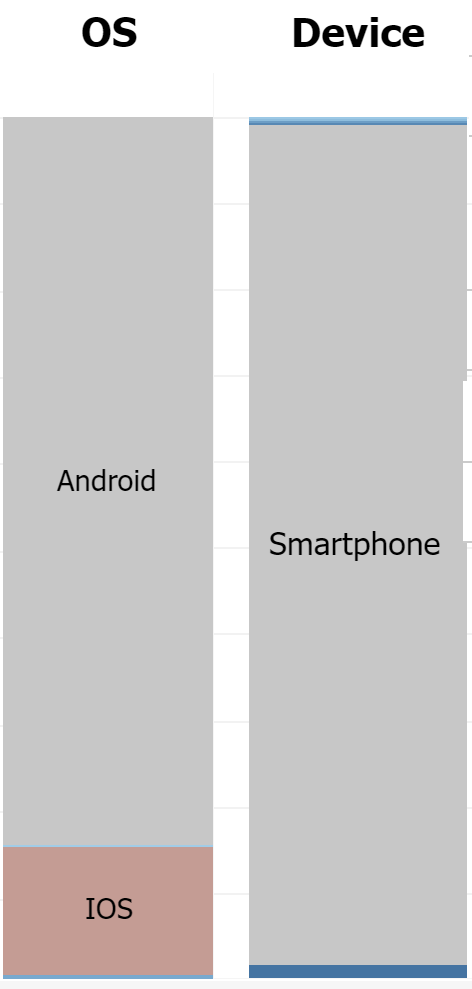 OS
Device
Android
Smartphone
IOS